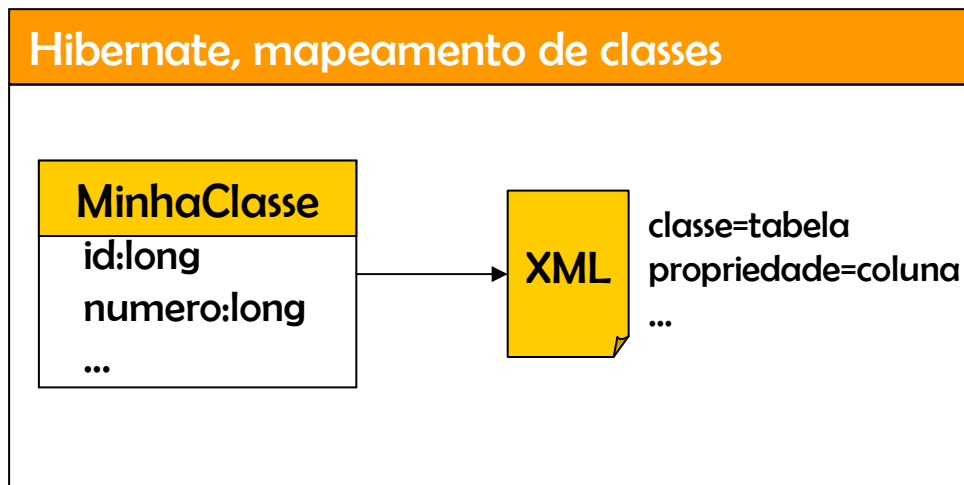 Hibernate, mapeamento de classes
MinhaClasse
id:long
numero:long
...
XML
classe=tabela
propriedade=coluna
...